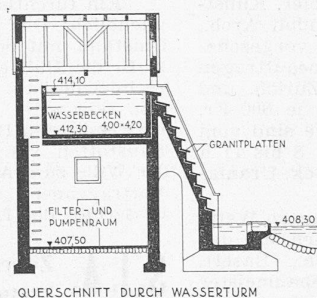 414,10
WASSERBECKEN
412,30 4,00×4,20
GRANITPLATTEN
FILTER- UND
PUMPENRAUM
408,30
407,50
QUERSCHNITT DURCH WASSERTURM